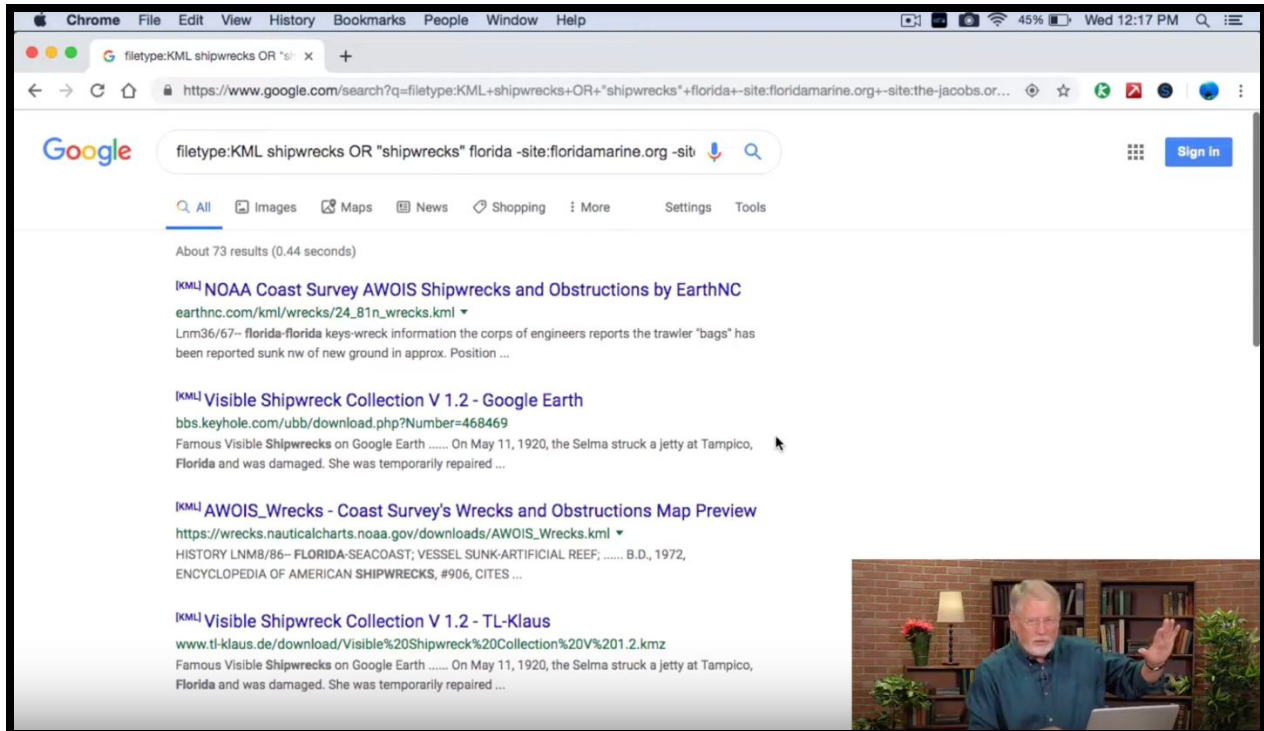 Chrome File Edit View History Bookmarks People Window Help 45% Wed 12:17 PM
filetype:KML shipwrecks OR "sh
https://www.google.com/search?q=filetype:KML+shipwrecks+OR+"shipwrecks"+florida+-site:floridamarine.org+-site:the-jacobs.or...
Google filetype:KML shipwrecks OR "shipwrecks" florida -site:floridamarine.org -sit Sign in
All Images Maps News Shopping More Settings Tools
About 73 results (0.44 seconds)
[KML] NOAA Coast Survey AWOIS Shipwrecks and Obstructions by EarthNC
earthnc.com/kml/wrecks/24_81n_wrecks.kml
Lnm36/67-- florida-florida keys-wreck information the corps of engineers reports the trawler "bags" has
been reported sunk nw of new ground in approx. Position ...
[KML] Visible Shipwreck Collection V 1.2 - Google Earth
bbs.keyhole.com/ubb/download.php?Number=468469
Famous Visible Shipwrecks on Google Earth ...... On May 11, 1920, the Selma struck a jetty at Tampico,
Florida and was damaged. She was temporarily repaired ...
[KML] AWOIS_Wrecks - Coast Survey's Wrecks and Obstructions Map Preview
https://wrecks.nauticalcharts.noaa.gov/downloads/AWOIS_Wrecks.kml
HISTORY LNM8/86-- FLORIDA-SEACOAST; VESSEL SUNK-ARTIFICIAL REEF; ...... B.D., 1972,
ENCYCLOPEDIA OF AMERICAN SHIPWRECKS, #906, CITES ...
[KML] Visible Shipwreck Collection V 1.2 - TL-Klaus
www.tl-klaus.de/download/Visible%20Shipwreck%20Collection%20V%201.2.kmz
Famous Visible Shipwrecks on Google Earth ...... On May 11, 1920, the Selma struck a jetty at Tampico,
Florida and was damaged. She was temporarily repaired ...